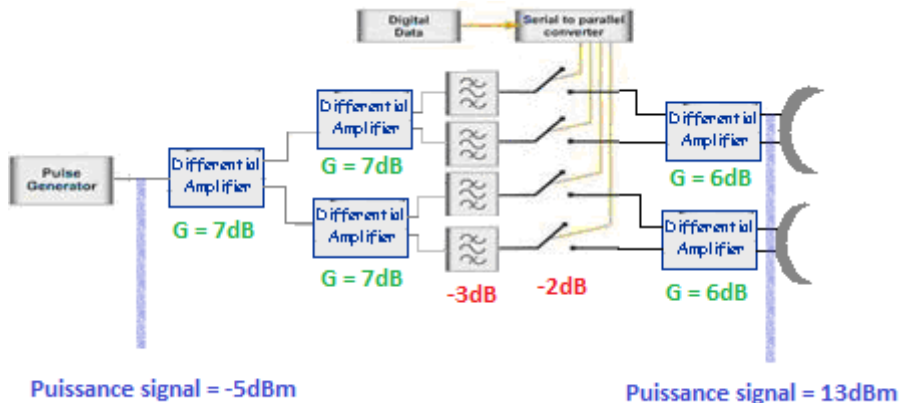 Digital
Data
Serial to parallel
converter
Differential
Amplifier
Differential
Amplifier
Pulse
Generator
Differential
Amplifier
G = 7dB
G = 6dB
G = 7dB
Differential
Amplifier
Differential
Amplifier
G = 7dB
-3dB
-2dB
G = 6dB
Puissance signal = -5dBm
Puissance signal = 13dBm